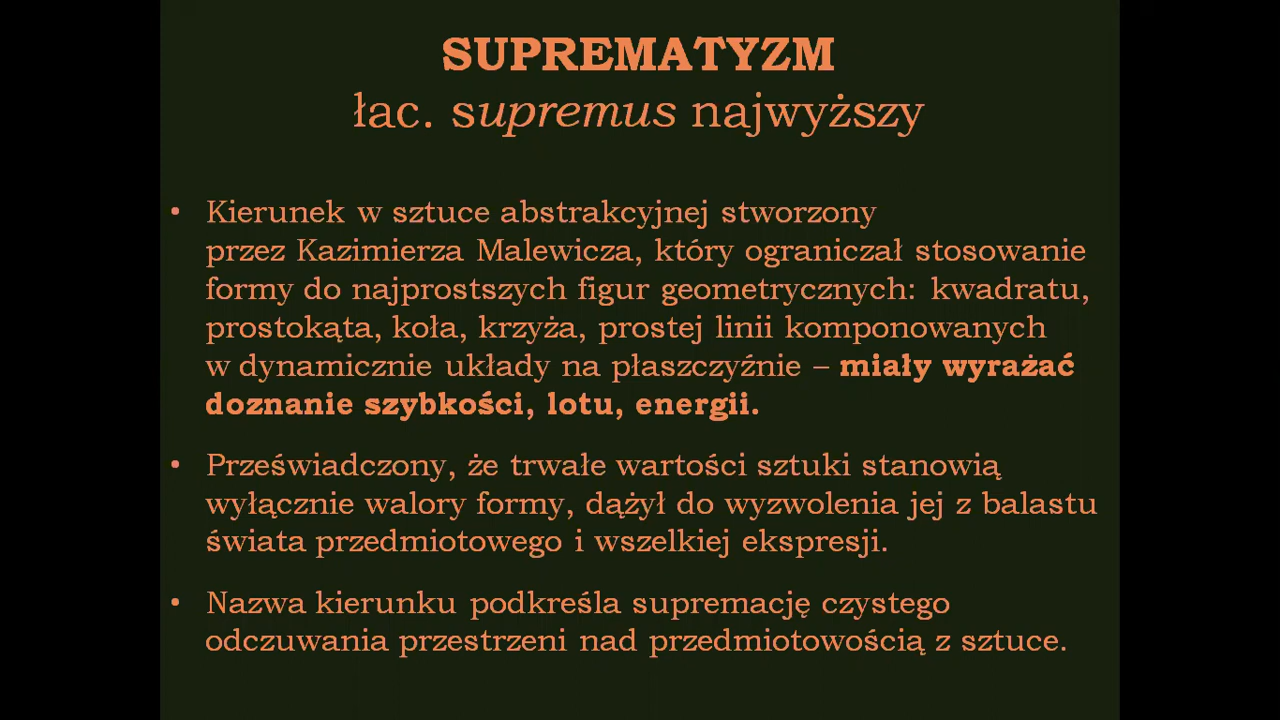 SUPREMATYZM
łac. supremus najwyższy
• Kierunek w sztuce abstrakcyjnej stworzony
przez Kazimierza Malewicza, który ograniczał stosowanie
formy do najprostszych figur geometrycznych: kwadratu,
prostokąta, koła, krzyża, prostej linii komponowanych
w dynamicznie układy na płaszczyźnie – miały wyrażać
doznanie szybkości, lotu, energii.
• Przeświadczony, że trwałe wartości sztuki stanowią
wyłącznie walory formy, dążył do wyzwolenia jej z balastu
świata przedmiotowego i wszelkiej ekspresji.
• Nazwa kierunku podkreśla supremację czystego
odczuwania przestrzeni nad przedmiotowością z sztuce.